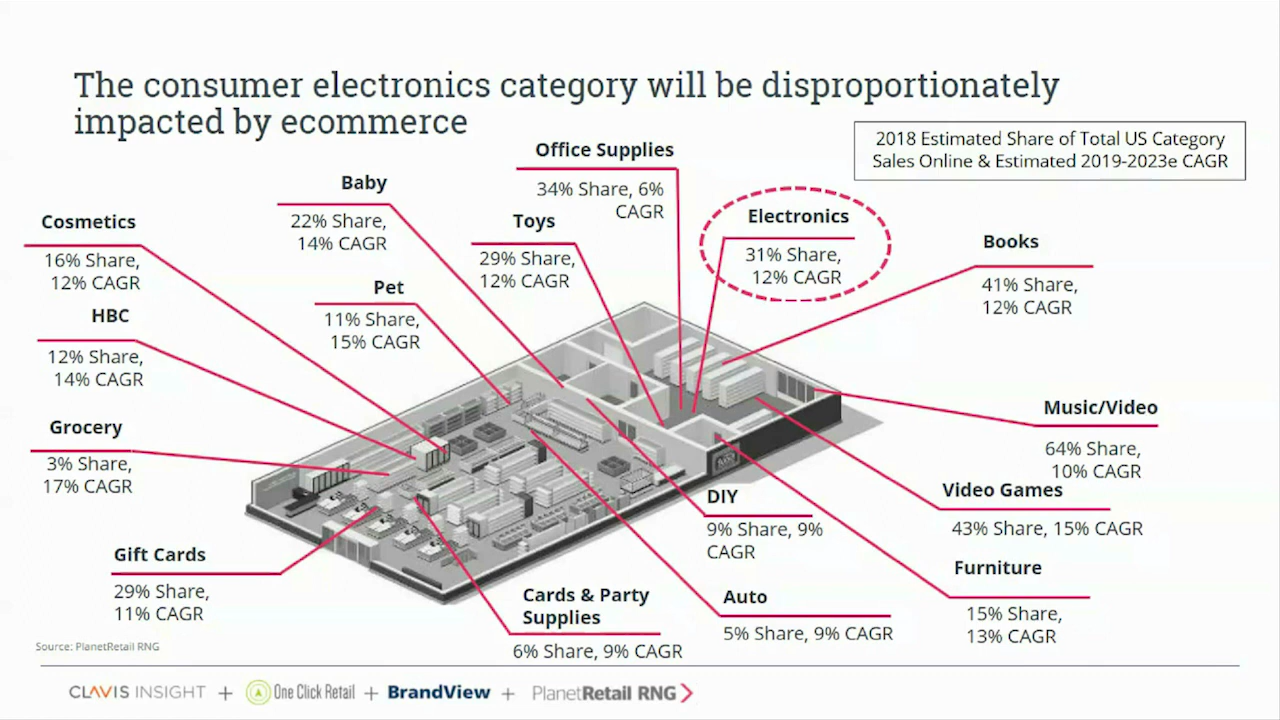 The consumer electronics category will be disproportionately
impacted by ecommerce
2018 Estimated Share of Total US Category
Sales Online & Estimated 2019-2023e CAGR
Office Supplies
34% Share, 6%
CAGR
Baby
22% Share,
14% CAGR
Cosmetics
16% Share,
12% CAGR
Toys
29% Share,
12% CAGR
Electronics
31% Share,
12% CAGR
Books
41% Share,
12% CAGR
Pet
11% Share,
15% CAGR
HBC
12% Share,
14% CAGR
Grocery
3% Share,
17% CAGR
Music/Video
64% Share,
10% CAGR
Video Games
43% Share, 15% CAGR
DIY
9% Share, 9%
CAGR
Gift Cards
29% Share,
11% CAGR
Furniture
15% Share,
13% CAGR
Cards & Party
Supplies
6% Share, 9% CAGR
Auto
5% Share, 9% CAGR
Source: PlanetRetail RNG
CLAVIS INSIGHT + One Click Retail + BrandView + PlanetRetail RNG